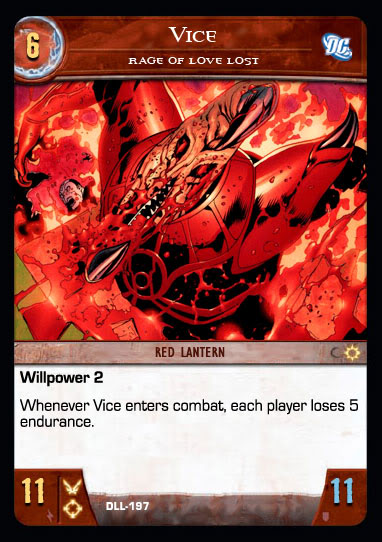 6
VICE
RAGE OF LOVE LOST
DC
RED LANTERN
Willpower 2
Whenever Vice enters combat, each player loses 5
endurance.
11
DLL-197
11